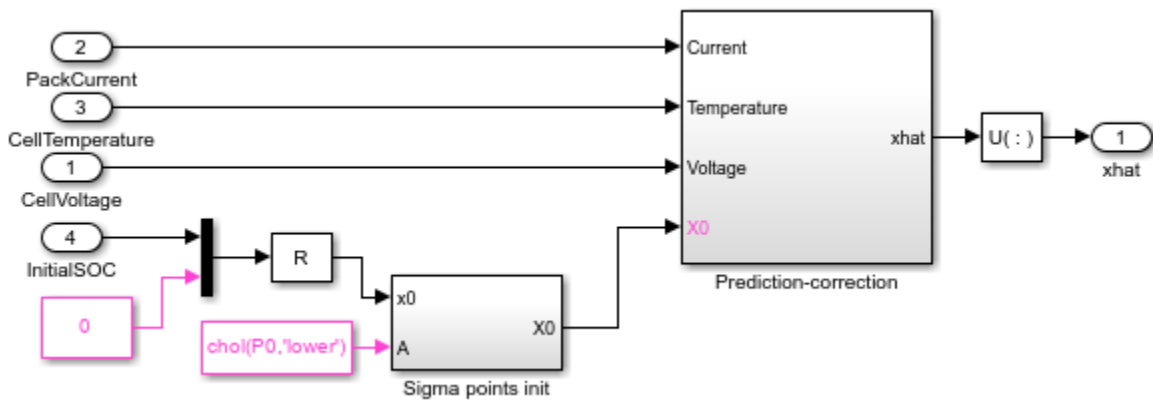 2
PackCurrent
3
CellTemperature
1
CellVoltage
4
InitialSOC
0
R
chol(P0,'lower')
x0
A
X0
Sigma points init
Current
Temperature
Voltage
X0
xhat
Prediction-correction
U( : )
1
xhat